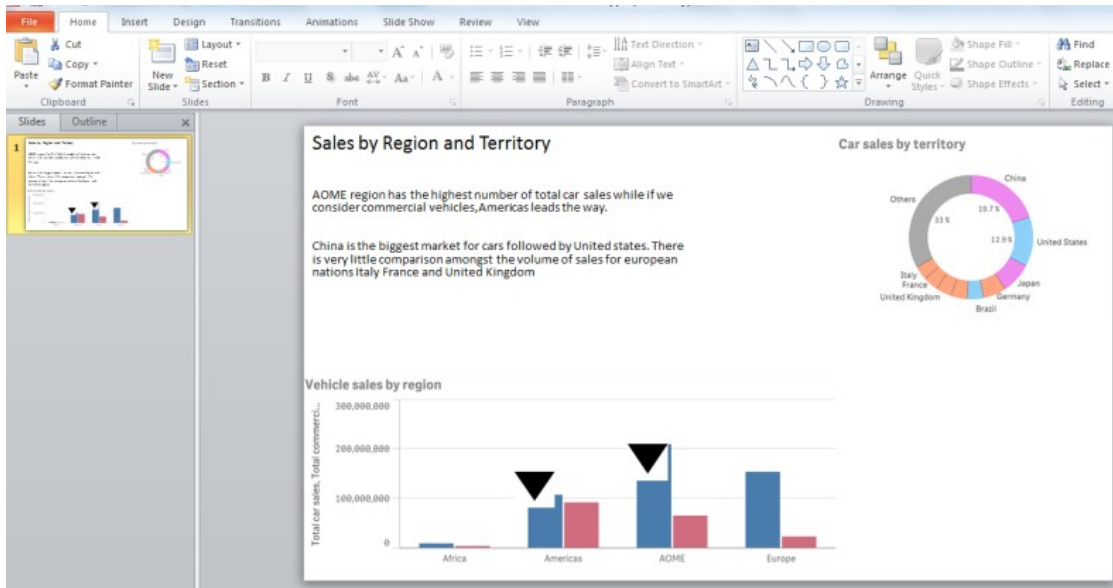 File Home Insert Design Transitions Animations Slide Show Review View
Cut
Copy
Format Painter
Paste
Clipboard
New
Slide
Layout
Reset
Section
Slides
B I U S abc AV Aa A
Font
Text Direction
Align Text
Convert to SmartArt
Paragraph
Arrange
Quick
Styles
Shape Fill
Shape Outline
Shape Effects
Drawing
Find
Replace
Select
Editing
Slides Outline
1
Sales by Region and Territory
AOME region has the highest number of total car sales while if we
consider commercial vehicles,Americas leads the way.
China is the biggest market for cars followed by United states. There
is very little comparison amongst the volume of sales for european
nations Italy France and United Kingdom
Car sales by territory
China
Others
19.7 %
33 %
12.9 %
United States
Italy
France
United Kingdom
Japan
Germany
Brazil
Vehicle sales by region
Total car sales, Total commerci...
300,000,000
200,000,000
100,000,000
0
Africa Americas AOME Europe